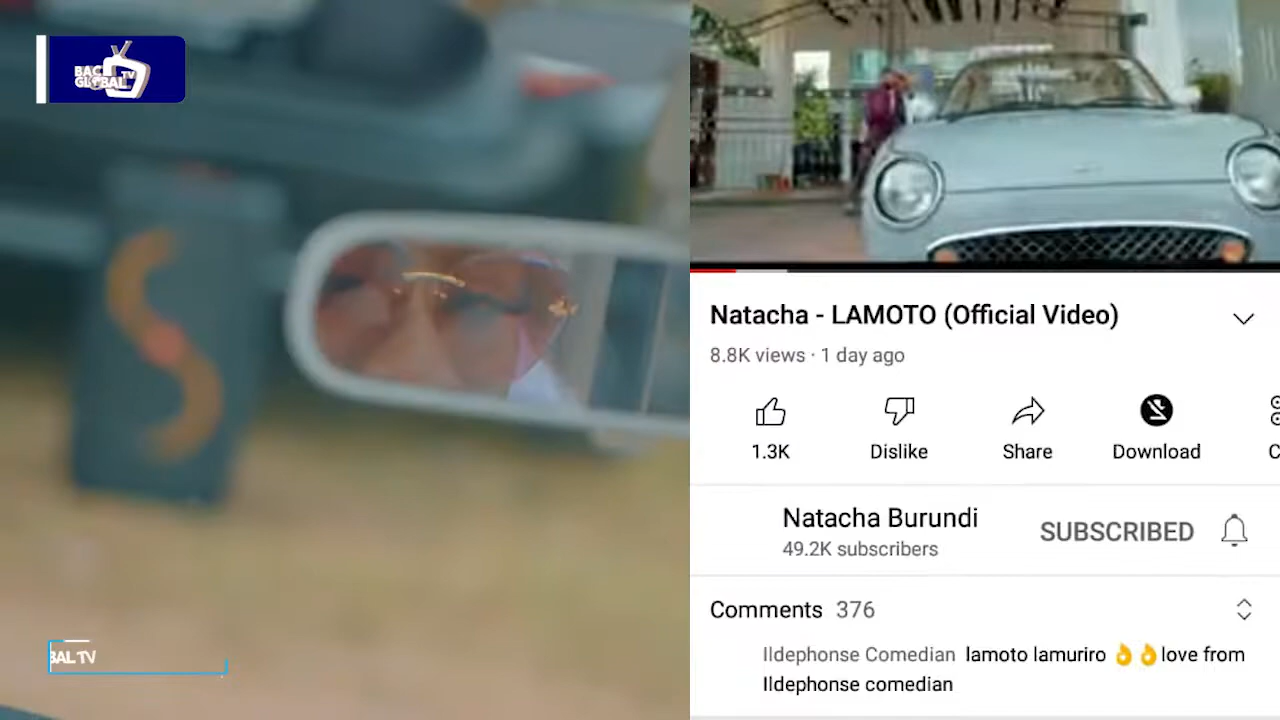 BAC
GLOBAL TV
BAL TV
Natacha - LAMOTO (Official Video)
8.8K views · 1 day ago
1.3K
Dislike
Share
Download
C
Natacha Burundi
49.2K subscribers
SUBSCRIBED
Comments 376
Ildephonse Comedian lamoto lamuriro 👌👌love from
Ildephonse comedian